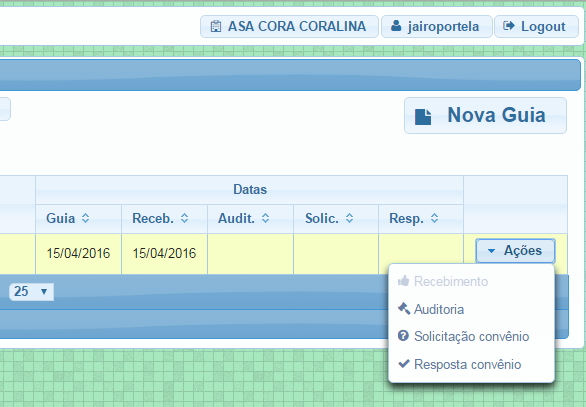 ASA CORA CORALINA jairoportela Logout
Nova Guia
Datas
Guia Receb. Audit. Solic. Resp.
15/04/2016 15/04/2016 Ações
25
Recebimento
Auditoria
Solicitação convênio
Resposta convênio